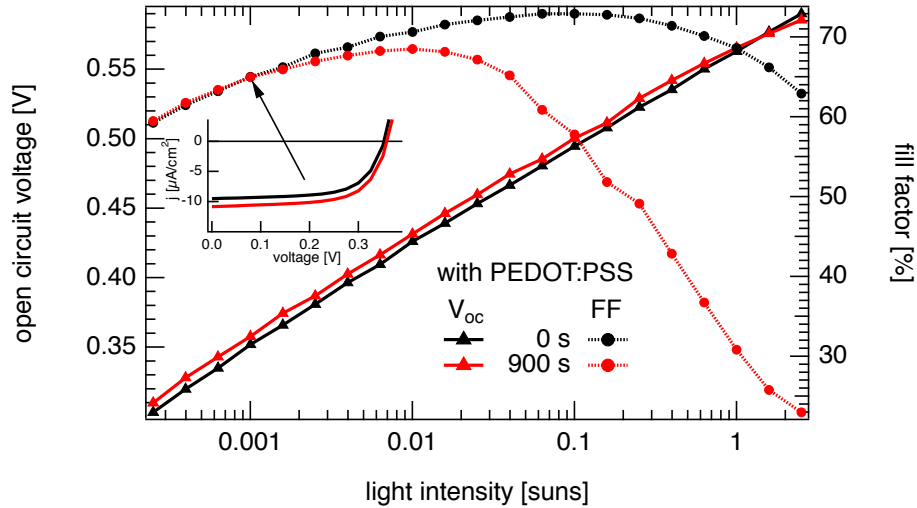 open circuit voltage [V]
0.55
0.50
0.45
0.40
0.35
0
-5
-10
j [µA/cm²]
0.0
0.1
0.2
0.3
voltage [V]
with PEDOT:PSS
Voc FF
0 s
900 s
70
60
50
40
30
fill factor [%]
0.001
0.01
0.1
1
light intensity [suns]